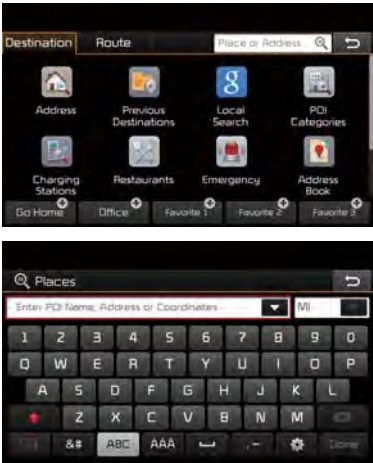 Destination Route Place or Address
8
Address Previous Destinations Local Search POI Categories
Charging Stations Restaurants Emergency Address Book
Go Home Office Favorite 1 Favorite 2 Favorite 3
Places
Enter POI Name, Address or Coordinates MI
1 2 3 4 5 6 7 8 9 0
Q W E R T Y U I O P
A S D F G H J K L
Z X C V B N M
&# ABC ÀÁÂ .- Done